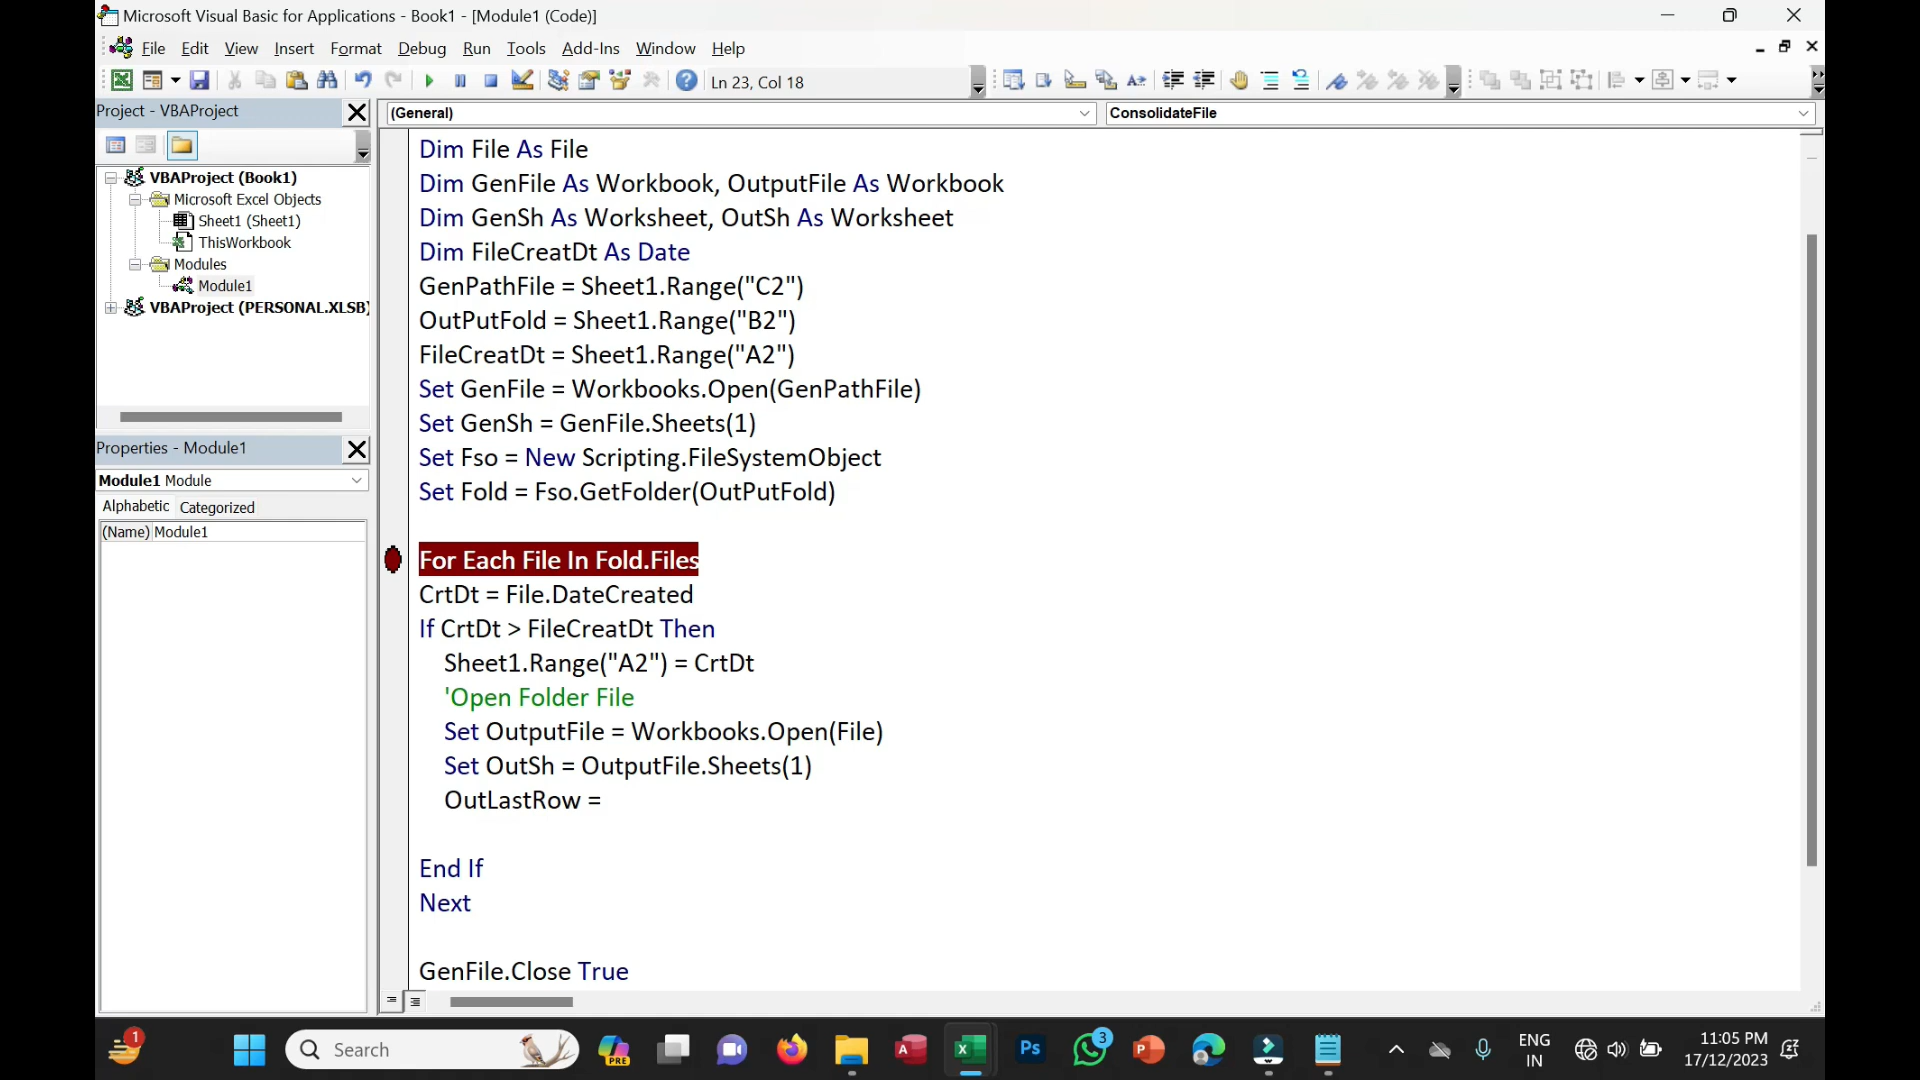 Microsoft Visual Basic for Applications - Book1 - [Module1 (Code)]
File Edit View Insert Format Debug Run Tools Add-Ins Window Help
Ln 23, Col 18
Project - VBAProject
(General)
ConsolidateFile
VBAProject (Book1)
Microsoft Excel Objects
Sheet1 (Sheet1)
ThisWorkbook
Modules
Module1
VBAProject (PERSONAL.XLSB)
Properties - Module1
Module1 Module
Alphabetic Categorized
(Name) Module1
Dim File As File
Dim GenFile As Workbook, OutputFile As Workbook
Dim GenSh As Worksheet, OutSh As Worksheet
Dim FileCreatDt As Date
GenPathFile = Sheet1.Range("C2")
OutPutFold = Sheet1.Range("B2")
FileCreatDt = Sheet1.Range("A2")
Set GenFile = Workbooks.Open(GenPathFile)
Set GenSh = GenFile.Sheets(1)
Set Fso = New Scripting.FileSystemObject
Set Fold = Fso.GetFolder(OutPutFold)
For Each File In Fold.Files
CrtDt = File.DateCreated
If CrtDt > FileCreatDt Then
Sheet1.Range("A2") = CrtDt
'Open Folder File
Set OutputFile = Workbooks.Open(File)
Set OutSh = OutputFile.Sheets(1)
OutLastRow =
End If
Next
GenFile.Close True
1
Search
PRE
A
X
Ps
3
P
ENG
IN
11:05 PM
17/12/2023